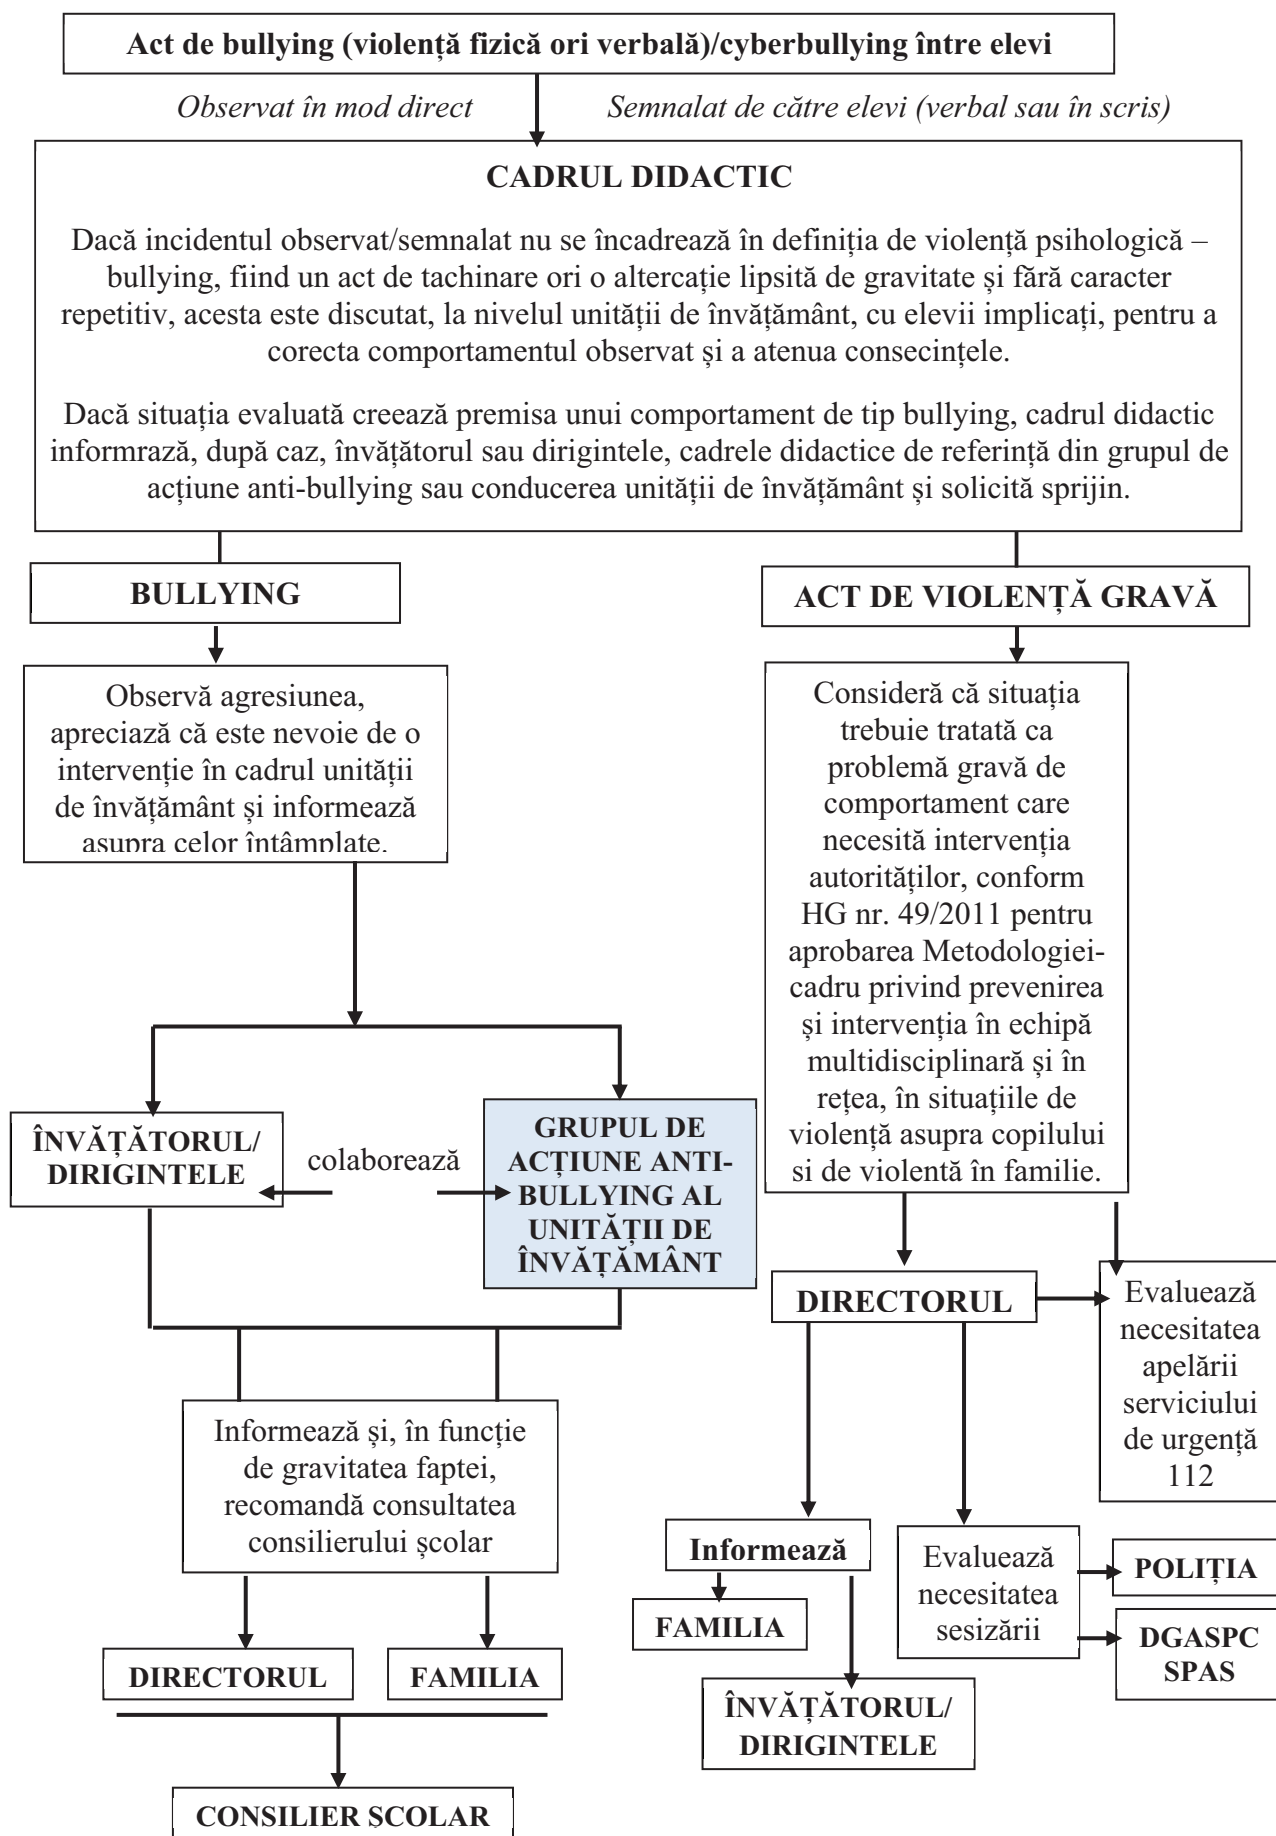 Act de bullying (violență fizică ori verbală)/cyberbullying între elevi
Observat în mod direct
Semnalat de către elevi (verbal sau în scris)
CADRUL DIDACTIC
Dacă incidentul observat/semnalat nu se încadrează în definiția de violență psihologică –
bullying, fiind un act de tachinare ori o altercație lipsită de gravitate și fără caracter
repetitiv, acesta este discutat, la nivelul unității de învățământ, cu elevii implicați, pentru a
corecta comportamentul observat și a atenua consecințele.
Dacă situația evaluată creează premisa unui comportament de tip bullying, cadrul didactic
informrază, după caz, învățătorul sau dirigintele, cadrele didactice de referință din grupul de
acțiune anti-bullying sau conducerea unității de învățământ și solicită sprijin.
BULLYING
Observă agresiunea,
apreciază că este nevoie de o
intervenție în cadrul unității
de învățământ și informează
asupra celor întâmplate.
ÎNVĂȚĂTORUL/
DIRIGINTELE
colaborează
GRUPUL DE
ACȚIUNE ANTI-
BULLYING AL
UNITĂȚII DE
ÎNVĂȚĂMÂNT
Informează și, în funcție
de gravitatea faptei,
recomandă consultatea
consilierului școlar
DIRECTORUL
FAMILIA
CONSILIER ȘCOLAR
ACT DE VIOLENȚĂ GRAVĂ
Consideră că situația
trebuie tratată ca
problemă gravă de
comportament care
necesită intervenția
autorităților, conform
HG nr. 49/2011 pentru
aprobarea Metodologiei-
cadru privind prevenirea
și intervenția în echipă
multidisciplinară și în
rețea, în situațiile de
violență asupra copilului
si de violentă în familie.
DIRECTORUL
Evaluează
necesitatea
apelării
serviciului
de urgență
112
Informează
FAMILIA
ÎNVĂȚĂTORUL/
DIRIGINTELE
Evaluează
necesitatea
sesizării
POLIȚIA
DGASPC
SPAS